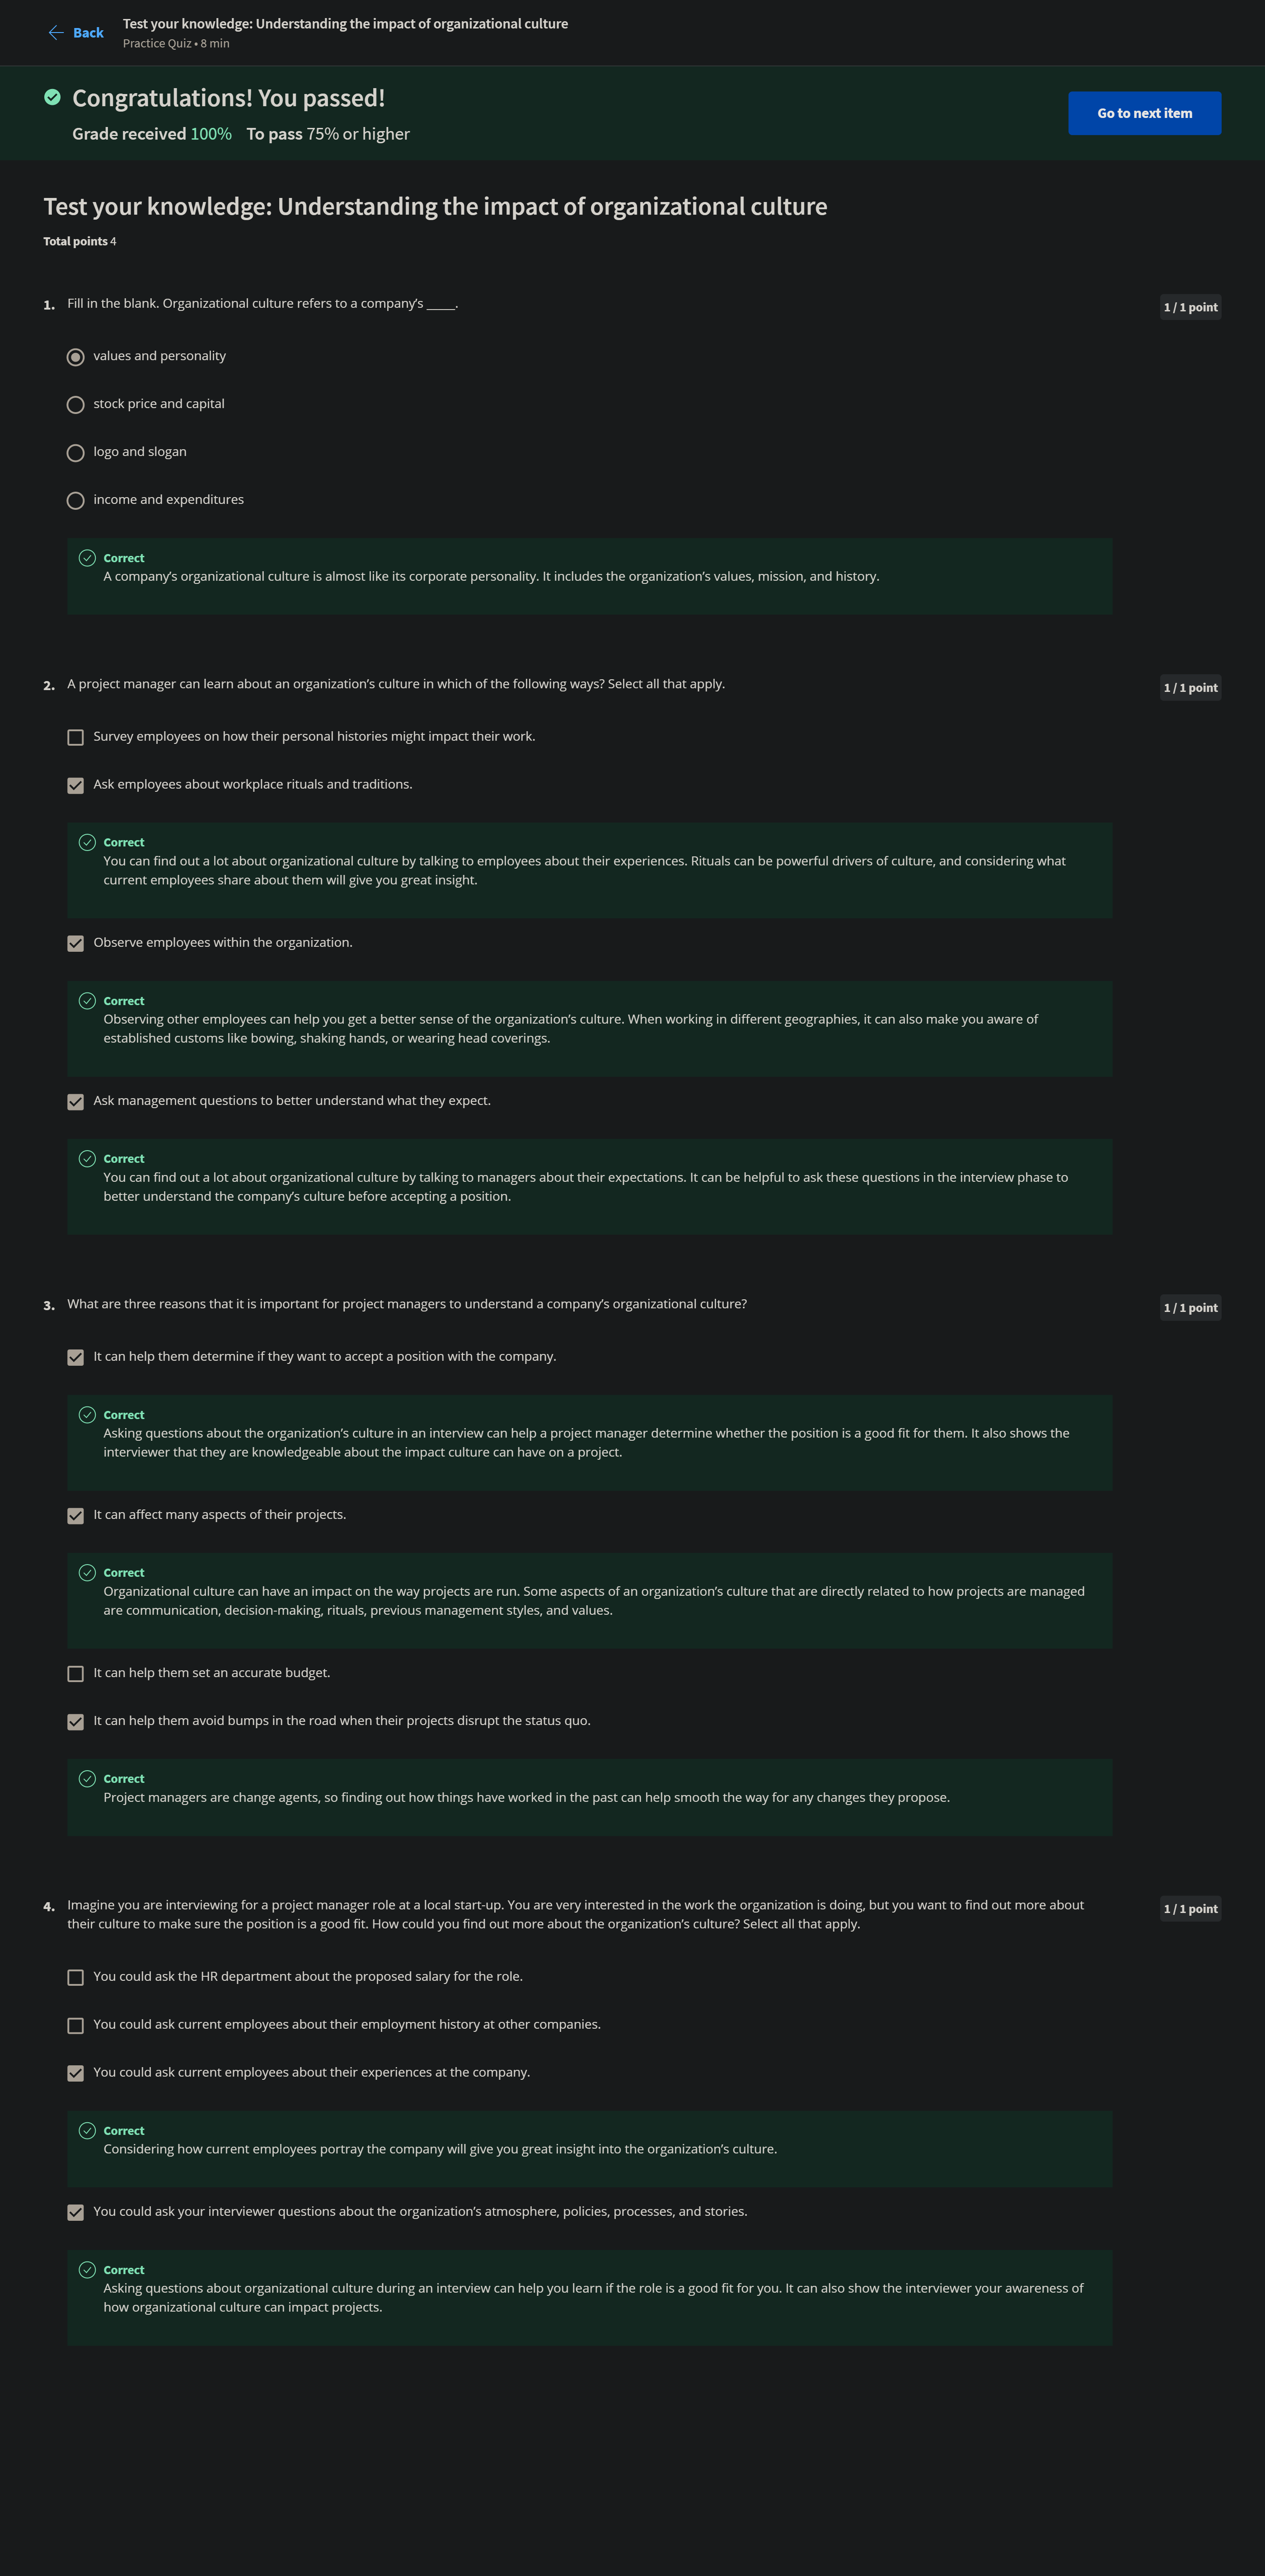 Back
Test your knowledge: Understanding the impact of organizational culture
Practice Quiz • 8 min
Congratulations! You passed!
Grade received 100% To pass 75% or higher
Go to next item
Test your knowledge: Understanding the impact of organizational culture
Total points 4
1. Fill in the blank. Organizational culture refers to a company’s _____.
1 / 1 point
values and personality
stock price and capital
logo and slogan
income and expenditures
Correct
A company’s organizational culture is almost like its corporate personality. It includes the organization’s values, mission, and history.
2. A project manager can learn about an organization’s culture in which of the following ways? Select all that apply.
1 / 1 point
Survey employees on how their personal histories might impact their work.
Ask employees about workplace rituals and traditions.
Correct
You can find out a lot about organizational culture by talking to employees about their experiences. Rituals can be powerful drivers of culture, and considering what
current employees share about them will give you great insight.
Observe employees within the organization.
Correct
Observing other employees can help you get a better sense of the organization’s culture. When working in different geographies, it can also make you aware of
established customs like bowing, shaking hands, or wearing head coverings.
Ask management questions to better understand what they expect.
Correct
You can find out a lot about organizational culture by talking to managers about their expectations. It can be helpful to ask these questions in the interview phase to
better understand the company’s culture before accepting a position.
3. What are three reasons that it is important for project managers to understand a company’s organizational culture?
1 / 1 point
It can help them determine if they want to accept a position with the company.
Correct
Asking questions about the organization’s culture in an interview can help a project manager determine whether the position is a good fit for them. It also shows the
interviewer that they are knowledgeable about the impact culture can have on a project.
It can affect many aspects of their projects.
Correct
Organizational culture can have an impact on the way projects are run. Some aspects of an organization’s culture that are directly related to how projects are managed
are communication, decision-making, rituals, previous management styles, and values.
It can help them set an accurate budget.
It can help them avoid bumps in the road when their projects disrupt the status quo.
Correct
Project managers are change agents, so finding out how things have worked in the past can help smooth the way for any changes they propose.
4. Imagine you are interviewing for a project manager role at a local start-up. You are very interested in the work the organization is doing, but you want to find out more about
their culture to make sure the position is a good fit. How could you find out more about the organization’s culture? Select all that apply.
1 / 1 point
You could ask the HR department about the proposed salary for the role.
You could ask current employees about their employment history at other companies.
You could ask current employees about their experiences at the company.
Correct
Considering how current employees portray the company will give you great insight into the organization’s culture.
You could ask your interviewer questions about the organization’s atmosphere, policies, processes, and stories.
Correct
Asking questions about organizational culture during an interview can help you learn if the role is a good fit for you. It can also show the interviewer your awareness of
how organizational culture can impact projects.